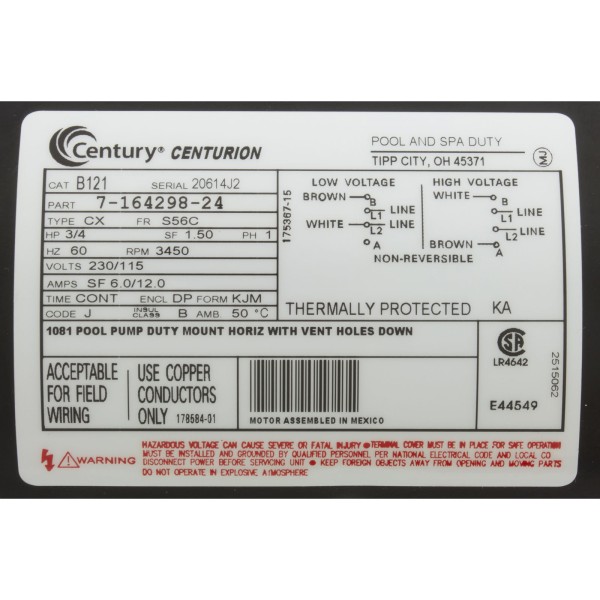 Century® CENTURION
POOL AND SPA DUTY
TIPP CITY, OH 45371
MJ
CAT B121 SERIAL 20614J2
PART 7-164298-24
TYPE CX FR S56C
HP 3/4 SF 1.50 PH 1
HZ 60 RPM 3450
VOLTS 230/115
AMPS SF 6.0/12.0
TIME CONT ENCL DP FORM KJM
CODE J INSUL CLASS B AMB 50 °C
175367-15
LOW VOLTAGE HIGH VOLTAGE
BROWN B WHITE B
L1 LINE L1 LINE
WHITE L2 LINE L2 LINE
A BROWN A
NON-REVERSIBLE
THERMALLY PROTECTED KA
1081 POOL PUMP DUTY MOUNT HORIZ WITH VENT HOLES DOWN
ACCEPTABLE
FOR FIELD
WIRING
USE COPPER
CONDUCTORS
ONLY 178584-01
MOTOR ASSEMBLED IN MEXICO
SA
LR4642
E44549
2515062
WARNING
HAZARDOUS VOLTAGE CAN CAUSE SEVERE OR FATAL INJURY ● TERMINAL COVER MUST BE IN PLACE FOR SAFE OPERATION
MUST BE INSTALLED AND GROUNDED BY QUALIFIED PERSONNEL PER NATIONAL ELECTRICAL CODE AND LOCAL CO
DISCONNECT POWER BEFORE SERVICING UNIT ● KEEP FOREIGN OBJECTS AWAY FROM OPENING AND MOVING PARTS
DO NOT OPERATE IN EXPLOSIVE ATMOSPHERE